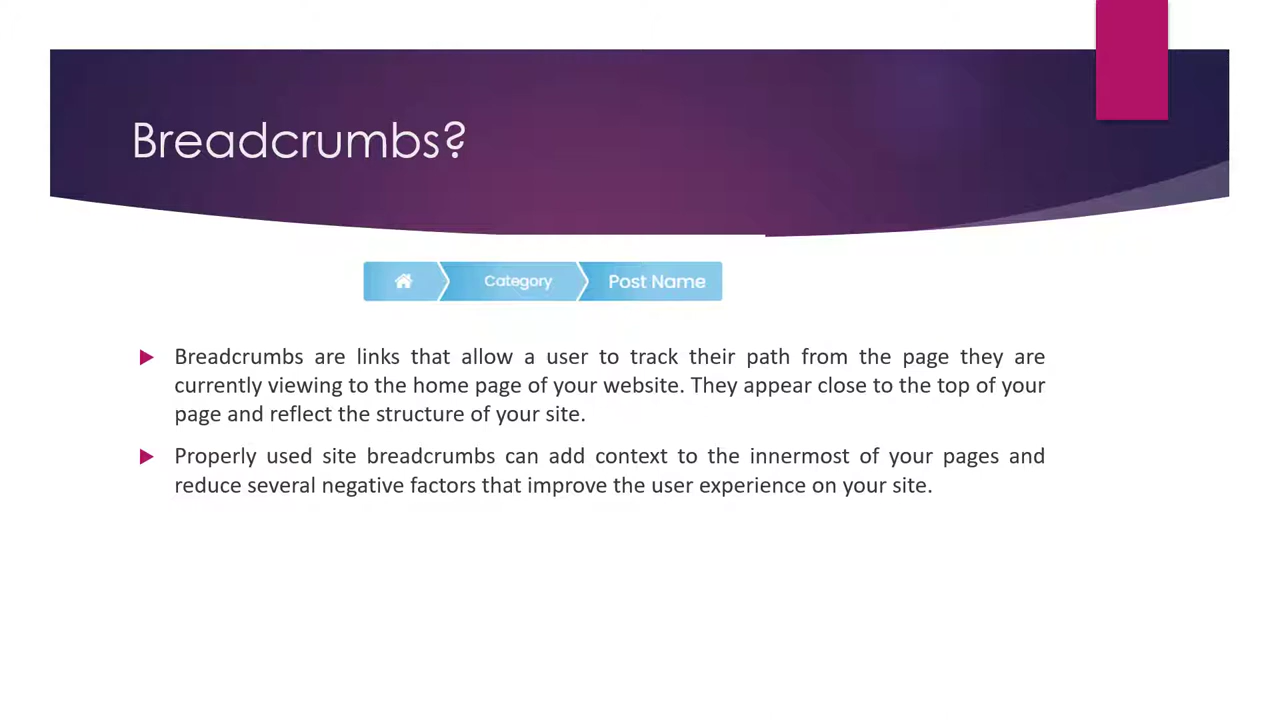 Breadcrumbs?
Category
Post Name
Breadcrumbs are links that allow a user to track their path from the page they are
currently viewing to the home page of your website. They appear close to the top of your
page and reflect the structure of your site.
Properly used site breadcrumbs can add context to the innermost of your pages and
reduce several negative factors that improve the user experience on your site.